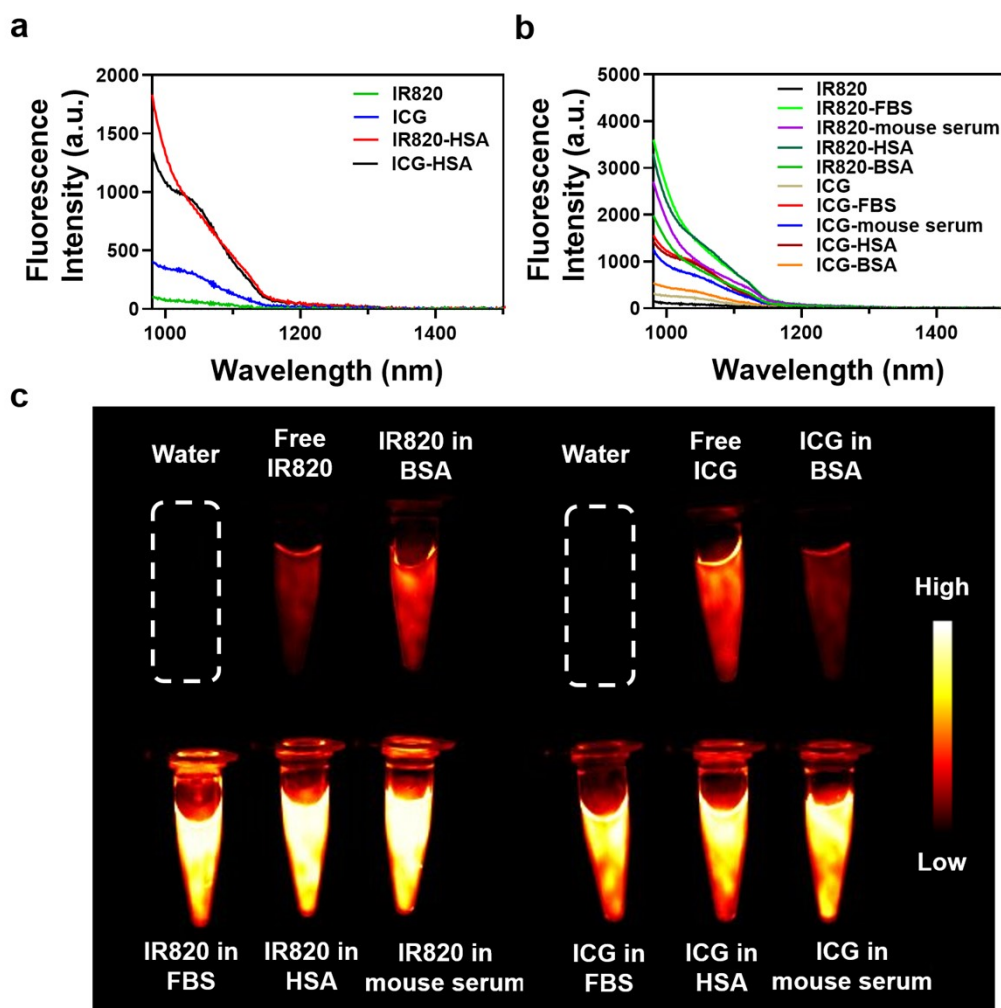 a
b
Fluorescence
Intensity (a.u.)
2000
1500
1000
500
0
IR820
ICG
IR820-HSA
ICG-HSA
1000
1200
1400
Wavelength (nm)
Fluorescence
Intensity (a.u.)
5000
4000
3000
2000
1000
0
IR820
IR820-FBS
IR820-mouse serum
IR820-HSA
IR820-BSA
ICG
ICG-FBS
ICG-mouse serum
ICG-HSA
ICG-BSA
1000
1200
1400
Wavelength (nm)
c
Water
Free
IR820
IR820 in
BSA
Water
Free
ICG
ICG in
BSA
High
Low
IR820 in
FBS
IR820 in
HSA
IR820 in
mouse serum
ICG in
FBS
ICG in
HSA
ICG in
mouse serum